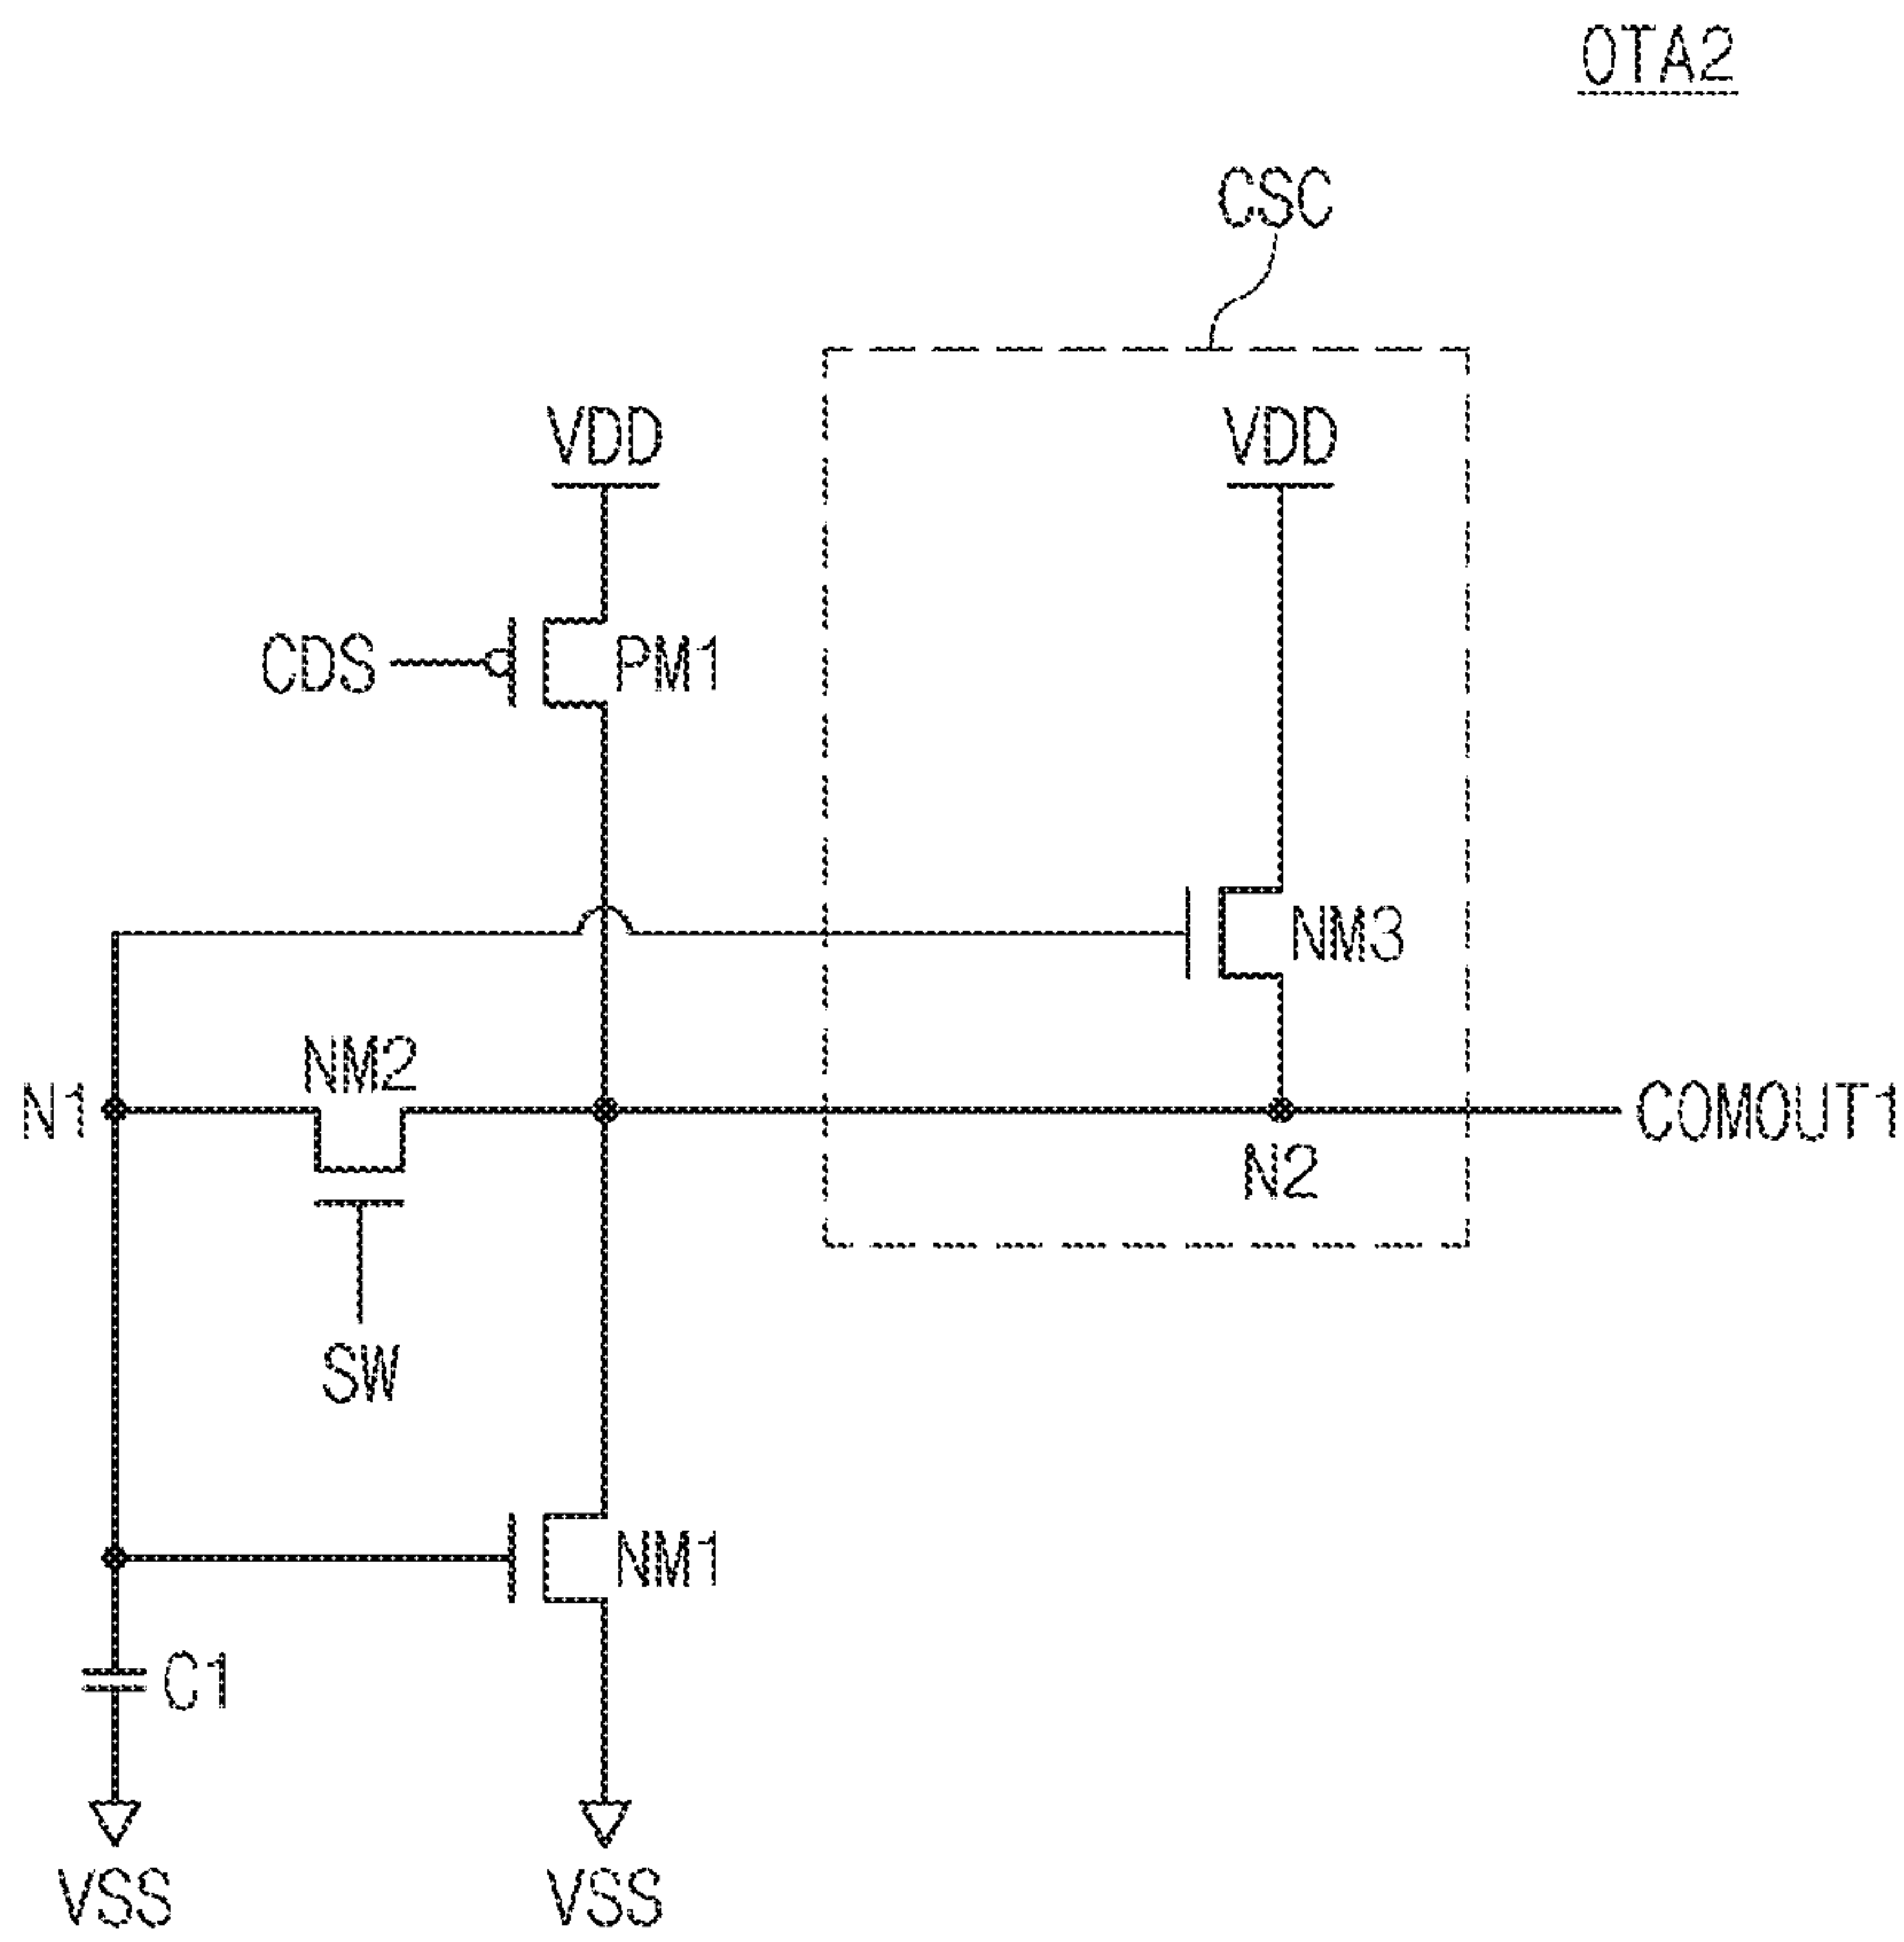 OTA2
CSC
VDD
VDD
CDS
PM1
NM3
NM2
N1
COMOUT1
N2
SW
NM1
C1
VSS
VSS